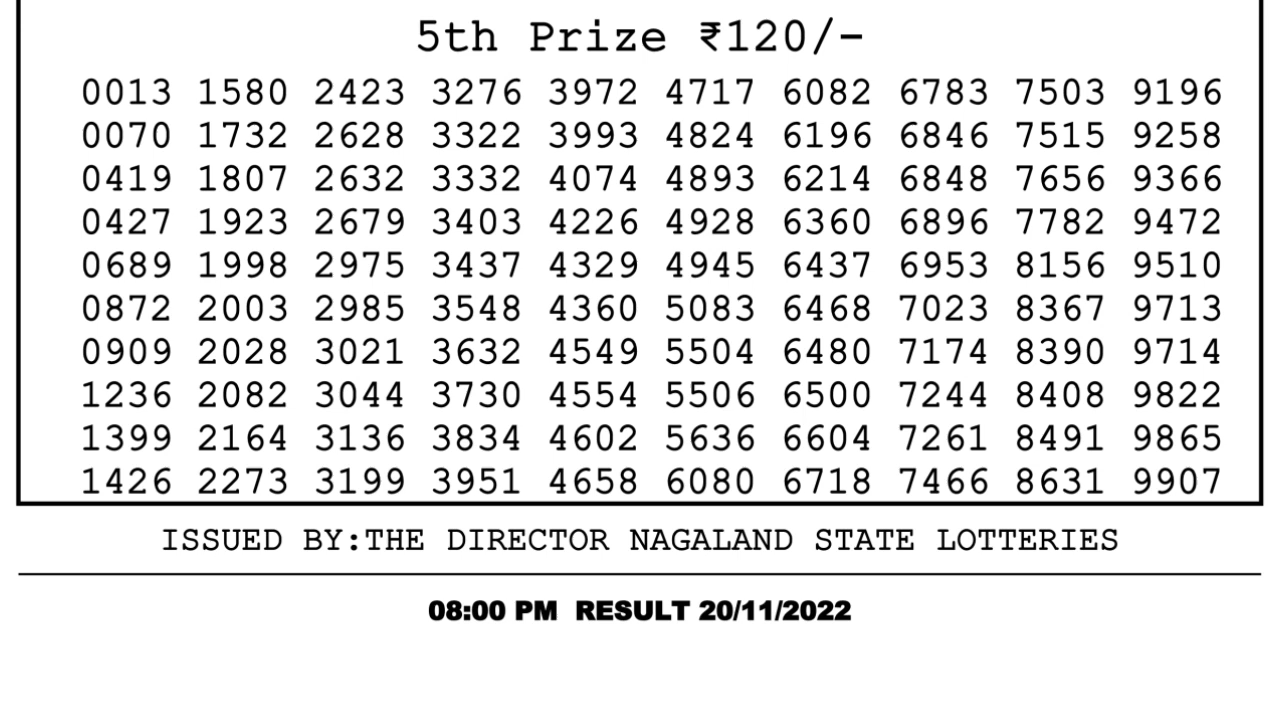 5th Prize ₹120/-
0013 1580 2423 3276 3972 4717 6082 6783 7503 9196
0070 1732 2628 3322 3993 4824 6196 6846 7515 9258
0419 1807 2632 3332 4074 4893 6214 6848 7656 9366
0427 1923 2679 3403 4226 4928 6360 6896 7782 9472
0689 1998 2975 3437 4329 4945 6437 6953 8156 9510
0872 2003 2985 3548 4360 5083 6468 7023 8367 9713
0909 2028 3021 3632 4549 5504 6480 7174 8390 9714
1236 2082 3044 3730 4554 5506 6500 7244 8408 9822
1399 2164 3136 3834 4602 5636 6604 7261 8491 9865
1426 2273 3199 3951 4658 6080 6718 7466 8631 9907
ISSUED BY:THE DIRECTOR NAGALAND STATE LOTTERIES
08:00 PM RESULT 20/11/2022